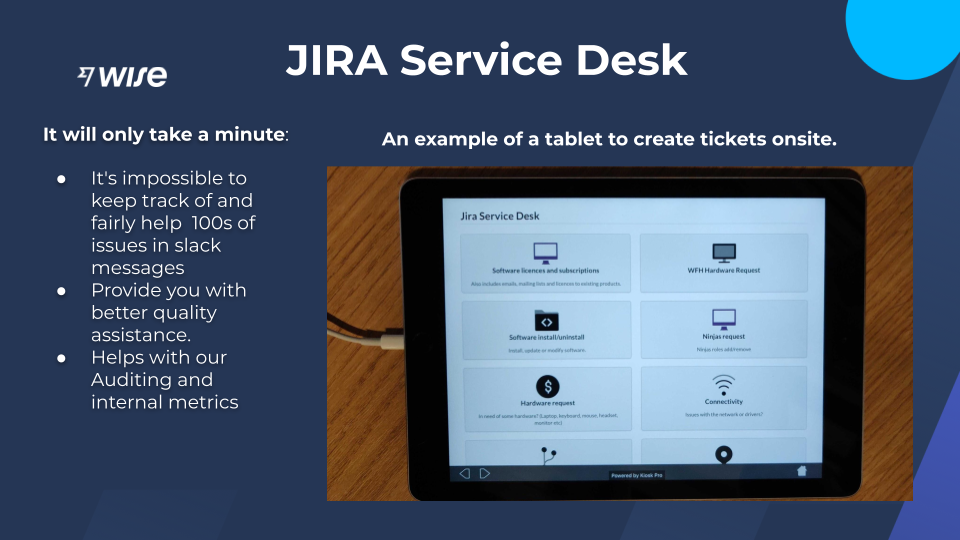 JIRA Service Desk
wise
It will only take a minute:
● It's impossible to
keep track of and
fairly help 100s of
issues in slack
messages
● Provide you with
better quality
assistance.
● Helps with our
Auditing and
internal metrics
An example of a tablet to create tickets onsite.
Jira Service Desk
Software licences and subscriptions
Also includes emails, mailing lists and licences to existing products.
WFH Hardware Request
Software install/uninstall
Install, update or modify software.
Ninjas request
Ninjas roles add/remove
Hardware request
In need of some hardware? (Laptop, keyboard, mouse, headset,
monitor etc)
Connectivity
Issues with the network or drivers?
Powered by Kiosk Pro